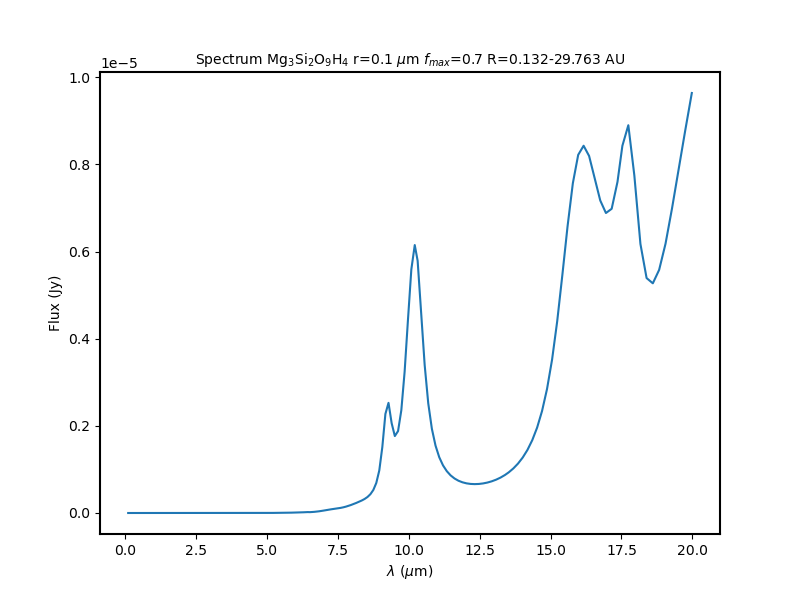 Spectrum Mg₃Si₂O₉H₄ r=0.1 μm f_max=0.7 R=0.132-29.763 AU
1e−5
1.0
0.8
0.6
0.4
0.2
0.0
Flux (Jy)
0.0 2.5 5.0 7.5 10.0 12.5 15.0 17.5 20.0
λ (μm)